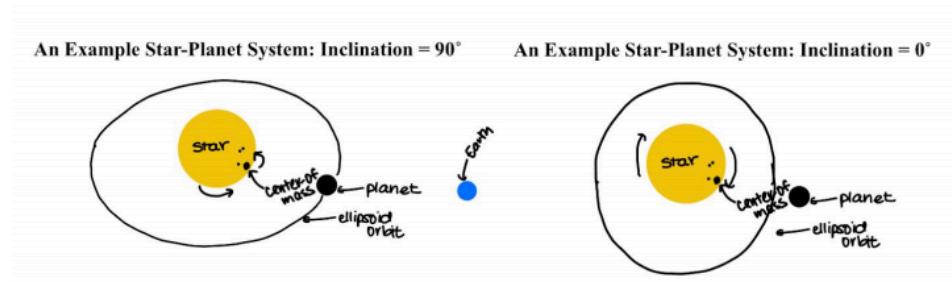 An Example Star-Planet System: Inclination = 90°
star
center of
mass
planet
ellipsoid
orbit
Earth
An Example Star-Planet System: Inclination = 0°
star
center of
mass
planet
ellipsoid
orbit